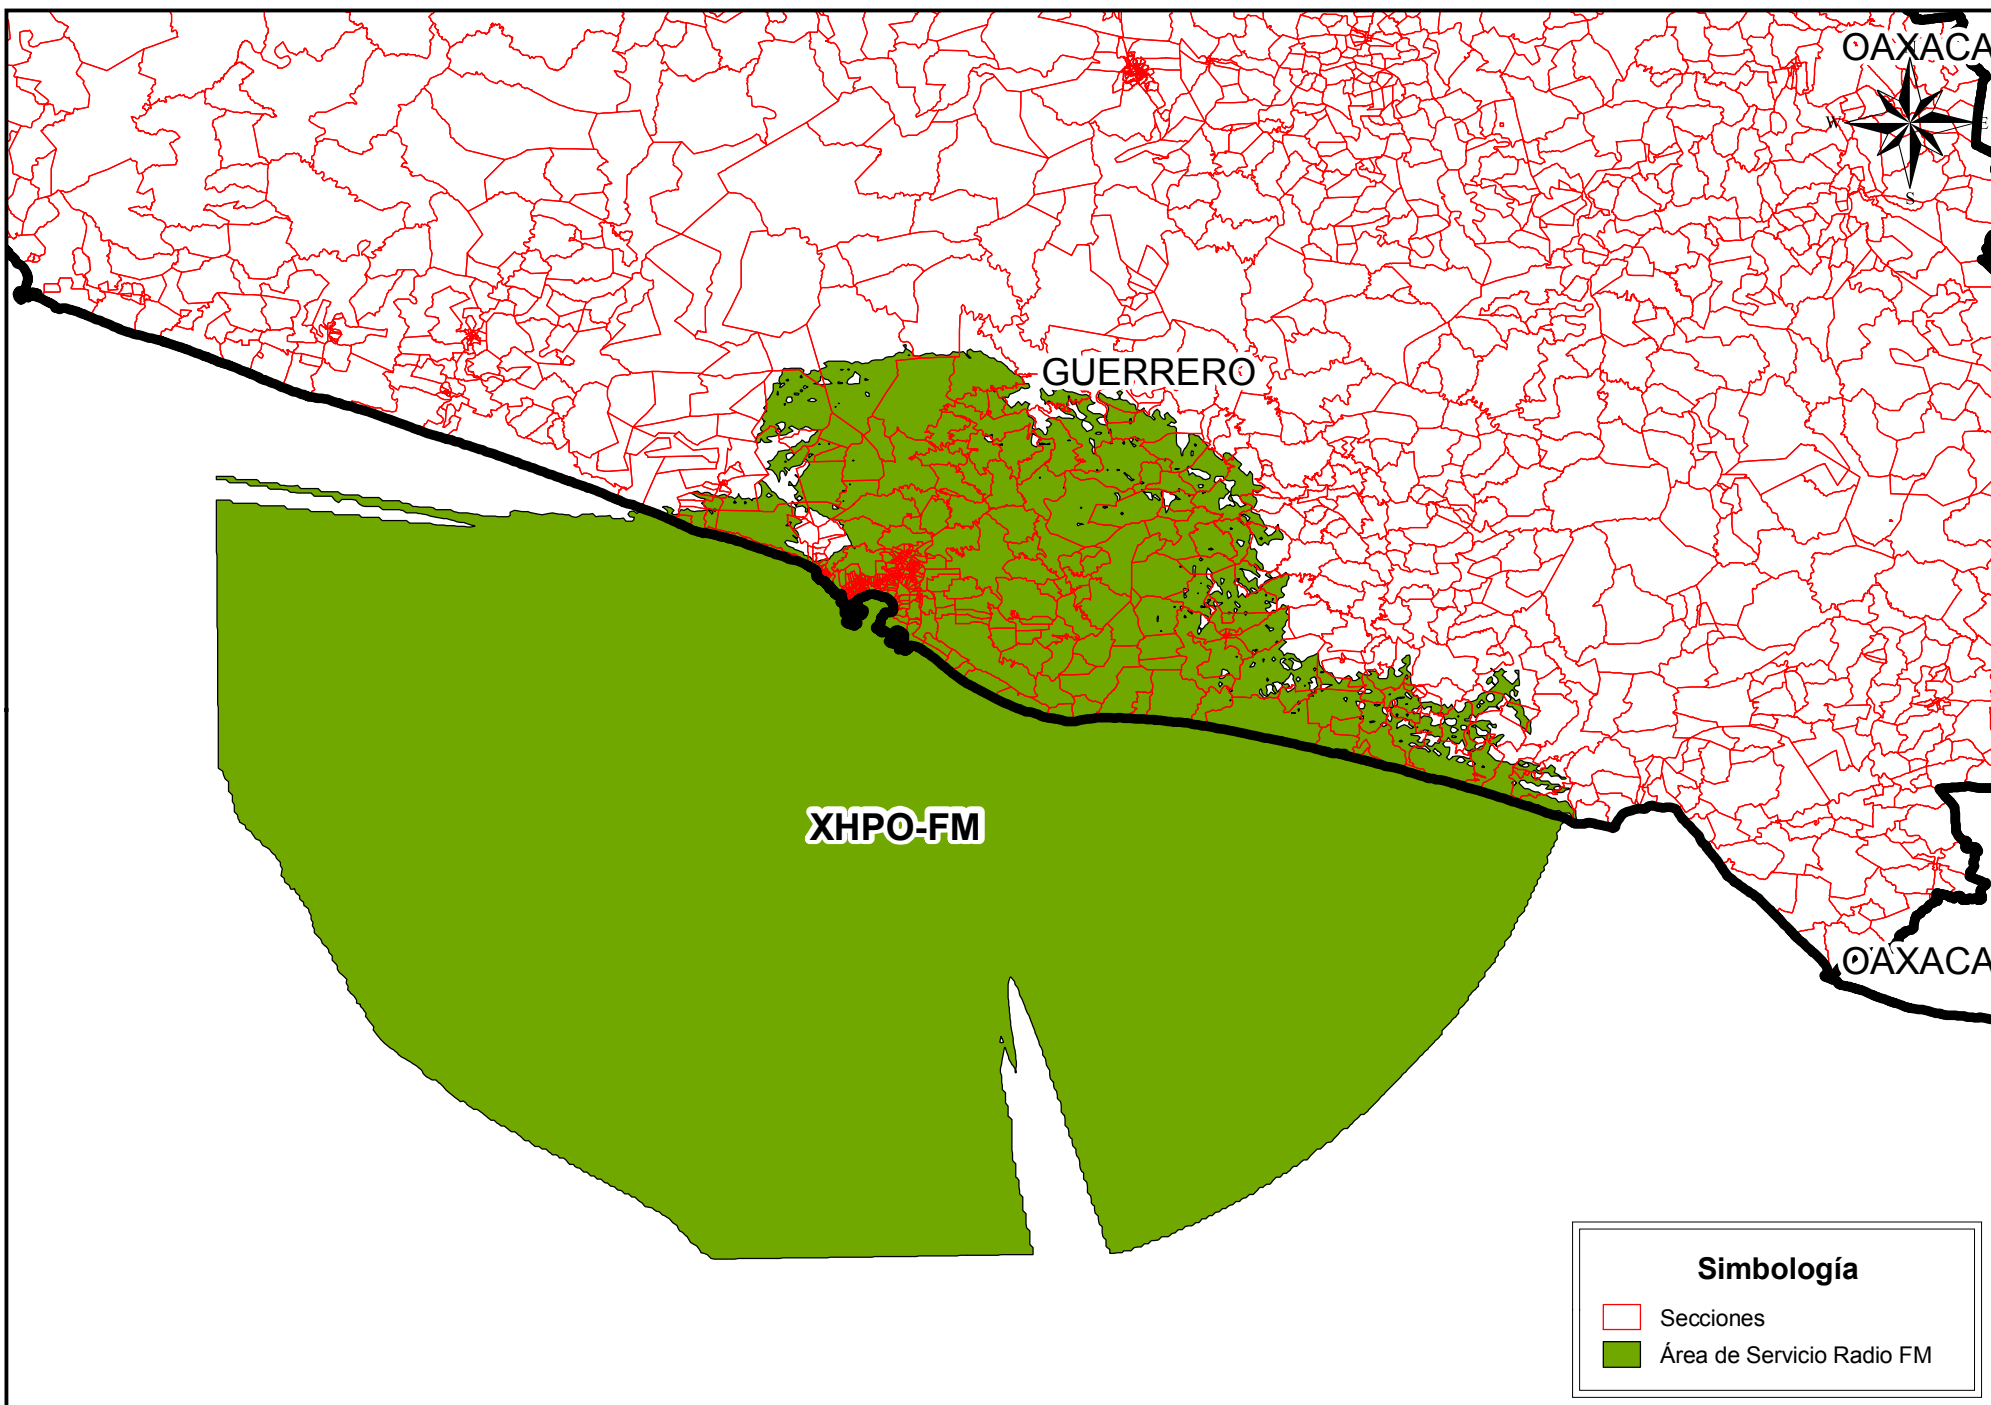 OAXACA
W
E
S
GUERRERO
XHPO-FM
OAXACA
Simbología
Secciones
Área de Servicio Radio FM